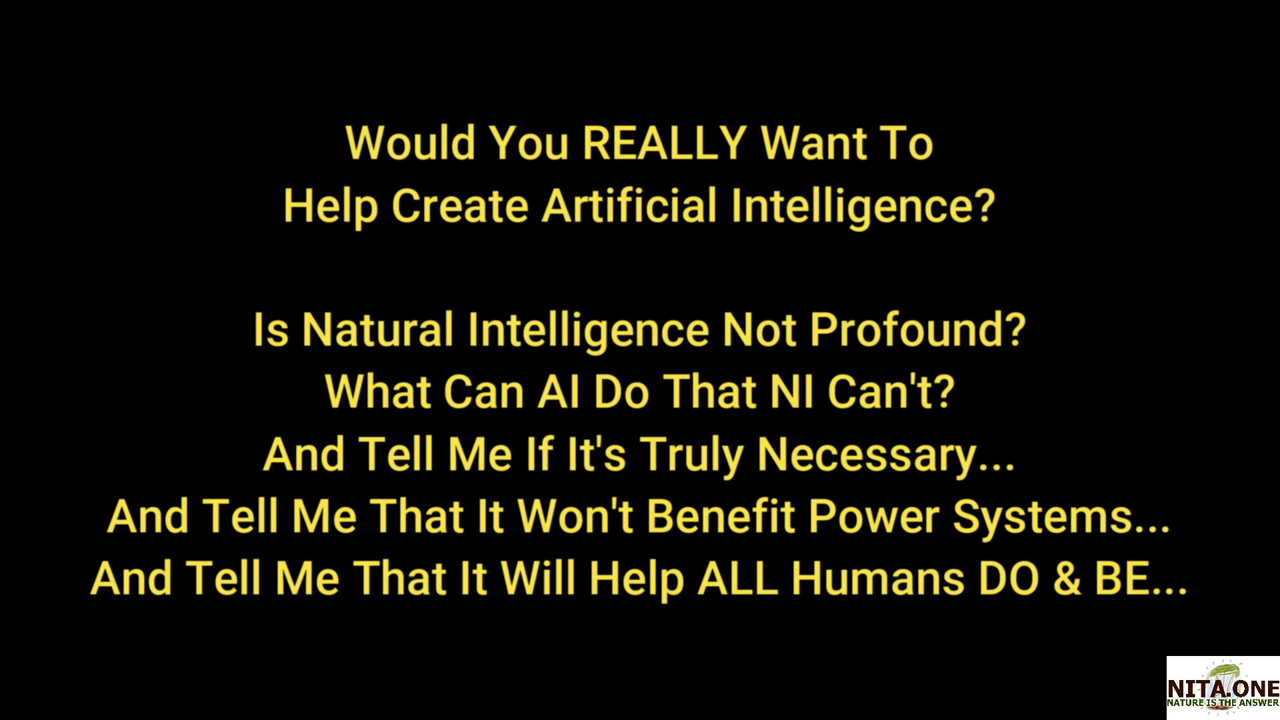 Would You REALLY Want To
Help Create Artificial Intelligence?
Is Natural Intelligence Not Profound?
What Can AI Do That NI Can't?
And Tell Me If It's Truly Necessary...
And Tell Me That It Won't Benefit Power Systems...
And Tell Me That It Will Help ALL Humans DO & BE...
NITA.ONE
NATURE IS THE ANSWER